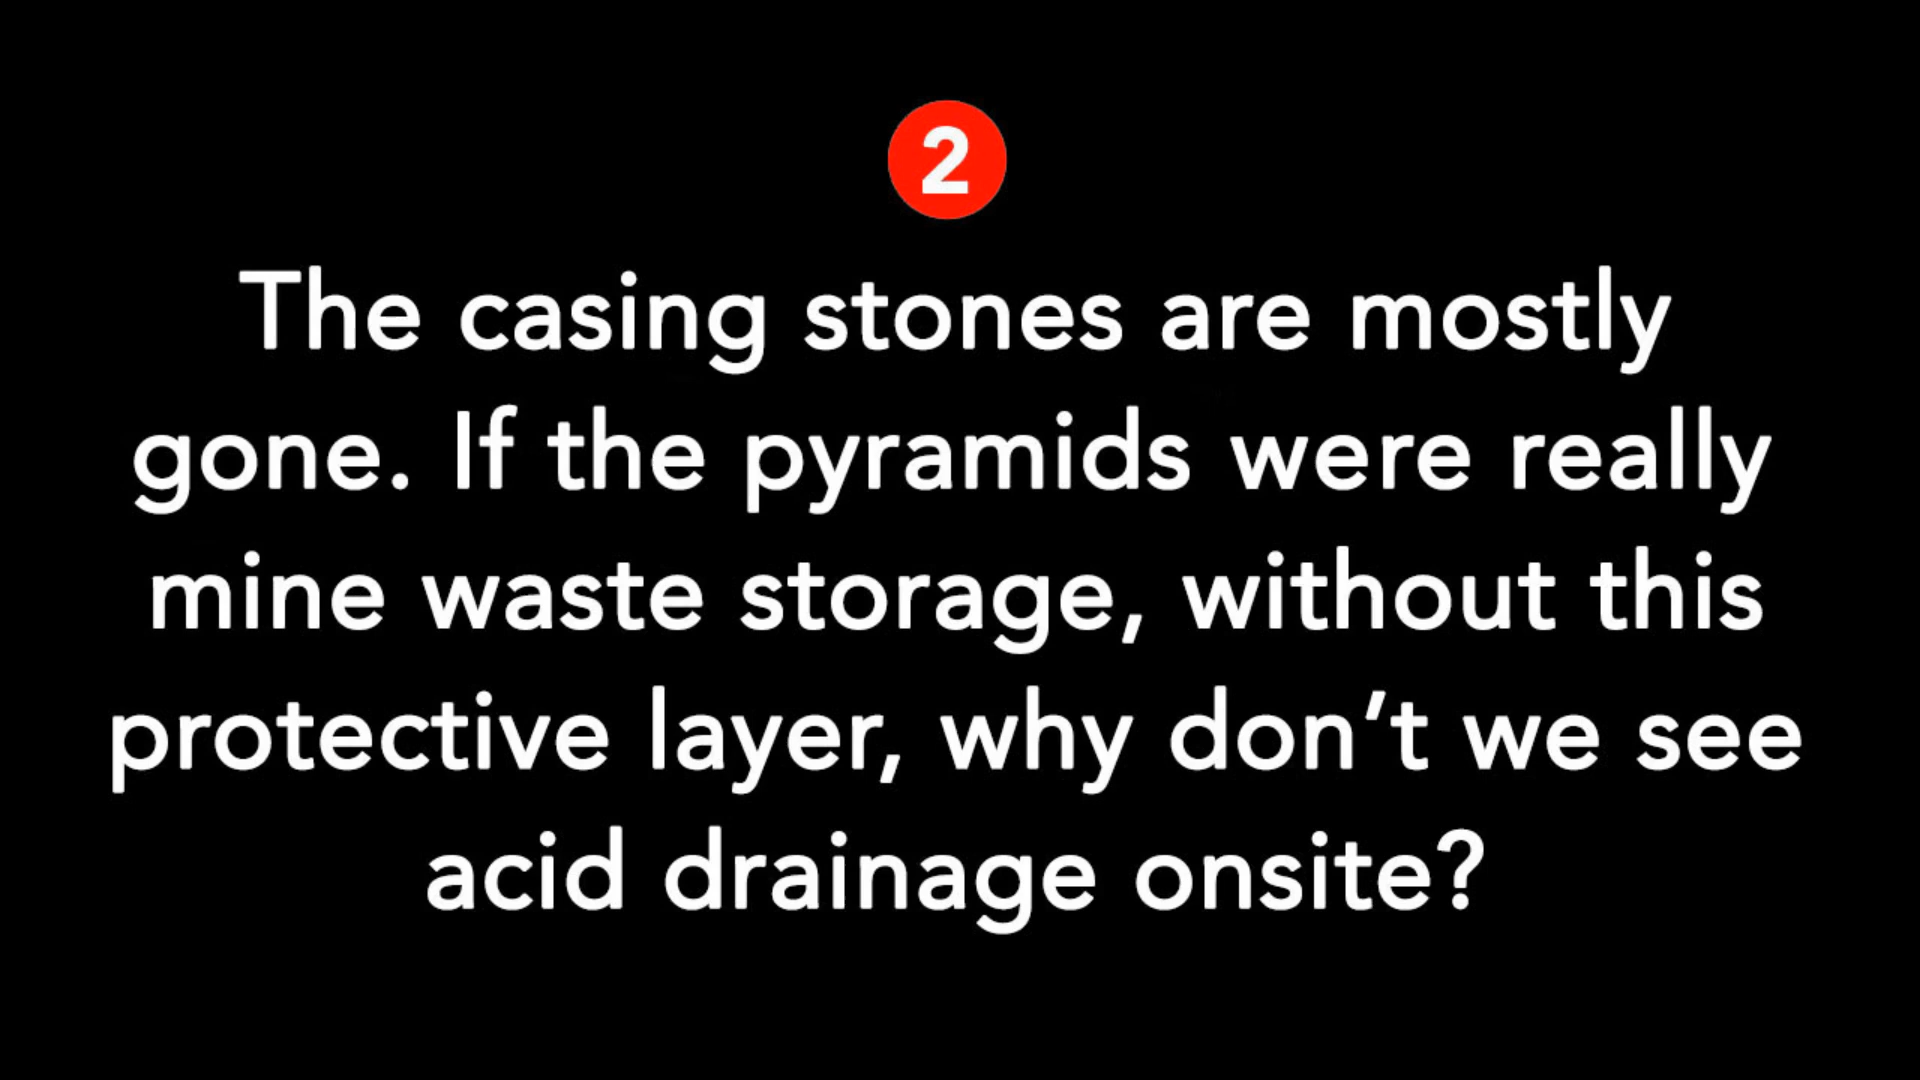 2
The casing stones are mostly
gone. If the pyramids were really
mine waste storage, without this
protective layer, why don’t we see
acid drainage onsite?